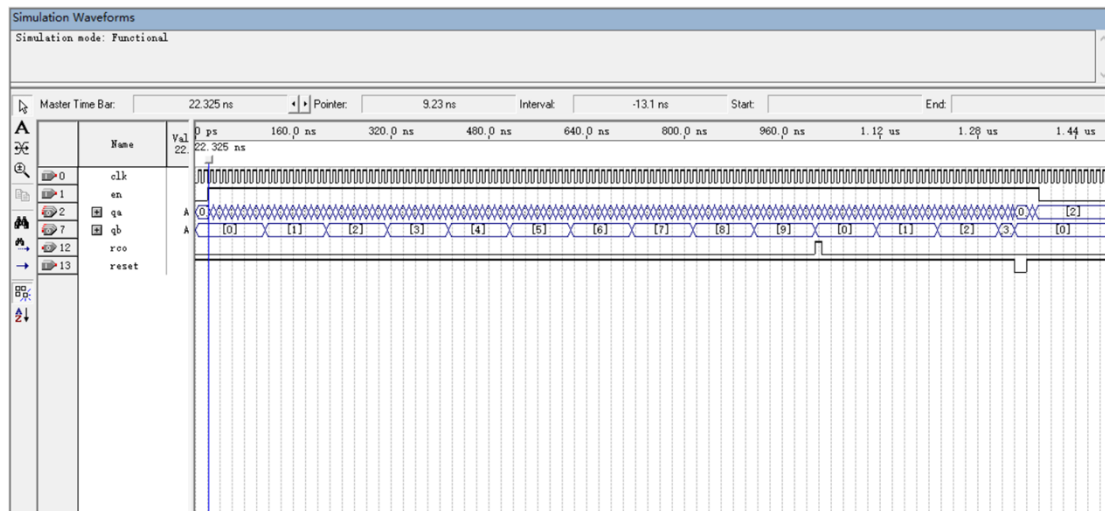 Simulation Waveforms
Simulation mode: Functional
Master Time Bar: 22.325 ns Pointer: 9.23 ns Interval: -13.1 ns Start: End:
Name Val 22. 0 ps 160.0 ns 320.0 ns 480.0 ns 640.0 ns 800.0 ns 960.0 ns 1.12 us 1.28 us 1.44 us
22.325 ns
0 clk
1 en
2 qa A [0] [2]
7 qb A [0] [1] [2] [3] [4] [5] [6] [7] [8] [9] [0] [1] [2] [3] [0]
12 rco
13 reset